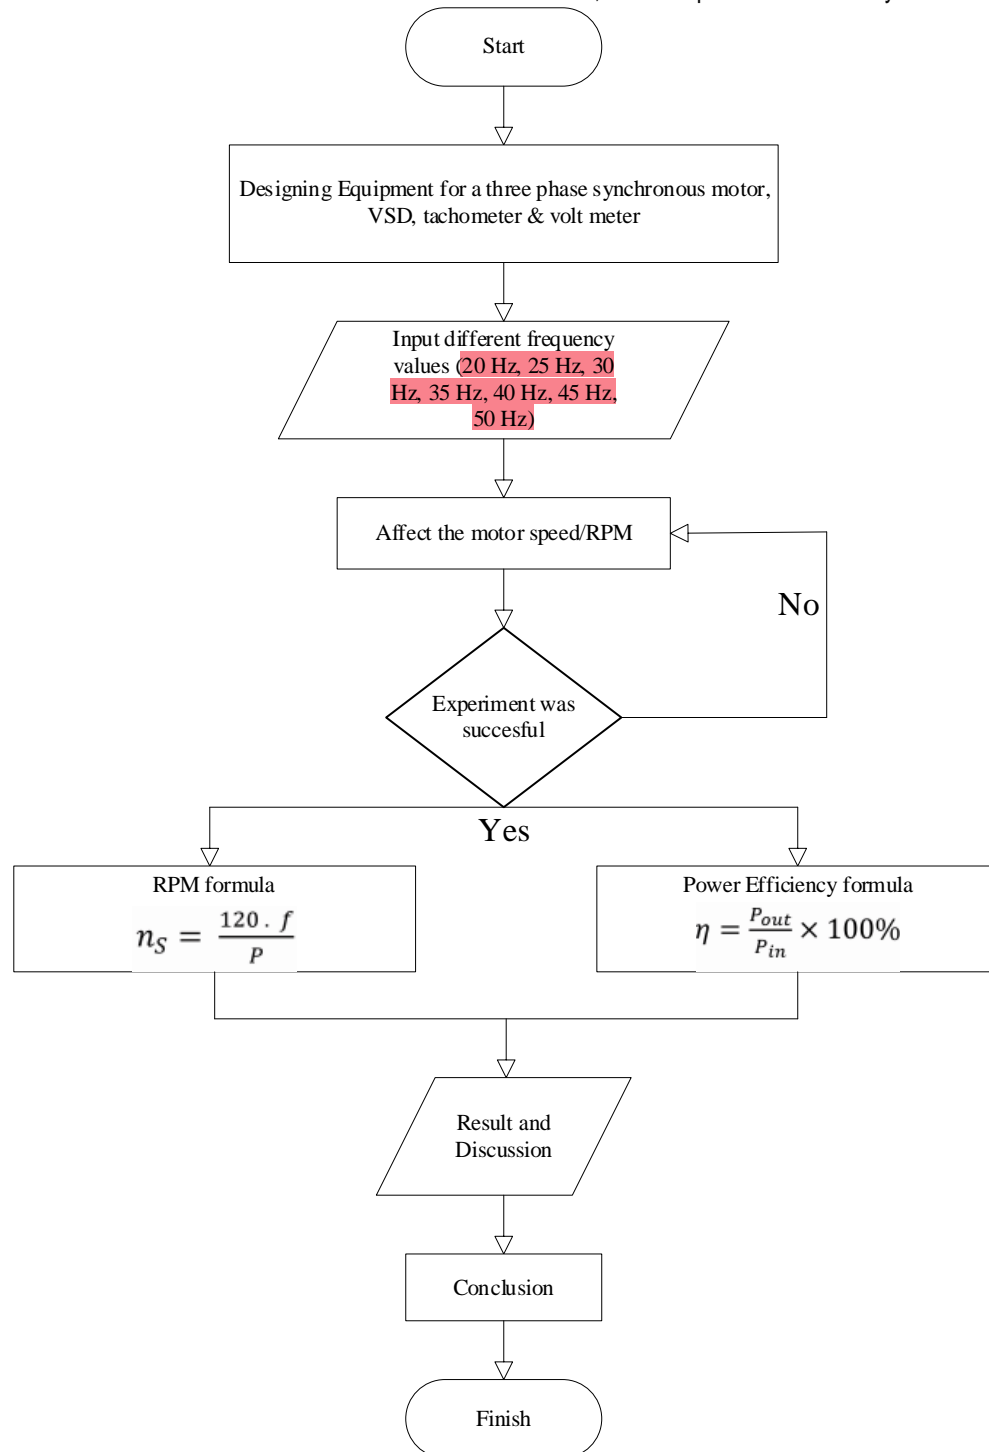 Start
Designing Equipment for a three phase synchronous motor,
VSD, tachometer & volt meter
Input different frequency
values (20 Hz, 25 Hz, 30
Hz, 35 Hz, 40 Hz, 45 Hz,
50 Hz)
Affect the motor speed/RPM
No
Experiment was
succesful
Yes
RPM formula
n_S = 120 . f / P
Power Efficiency formula
η = P_out / P_in × 100%
Result and
Discussion
Conclusion
Finish